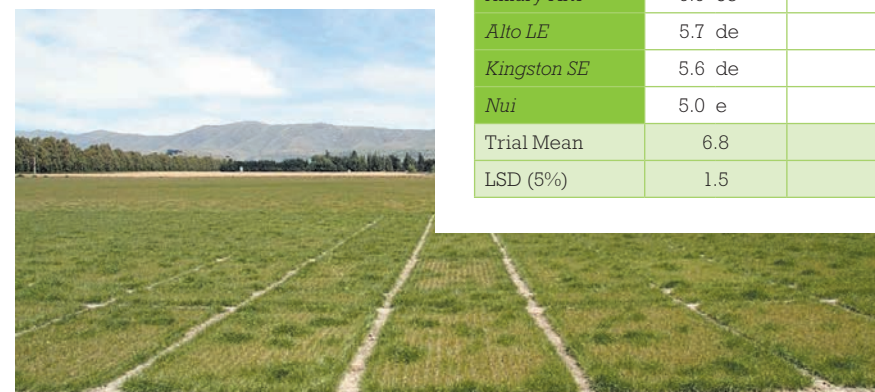 Alto LE 5.7 de
Kingston SE 5.6 de
Nui 5.0 e
Trial Mean 6.8
LSD (5%) 1.5